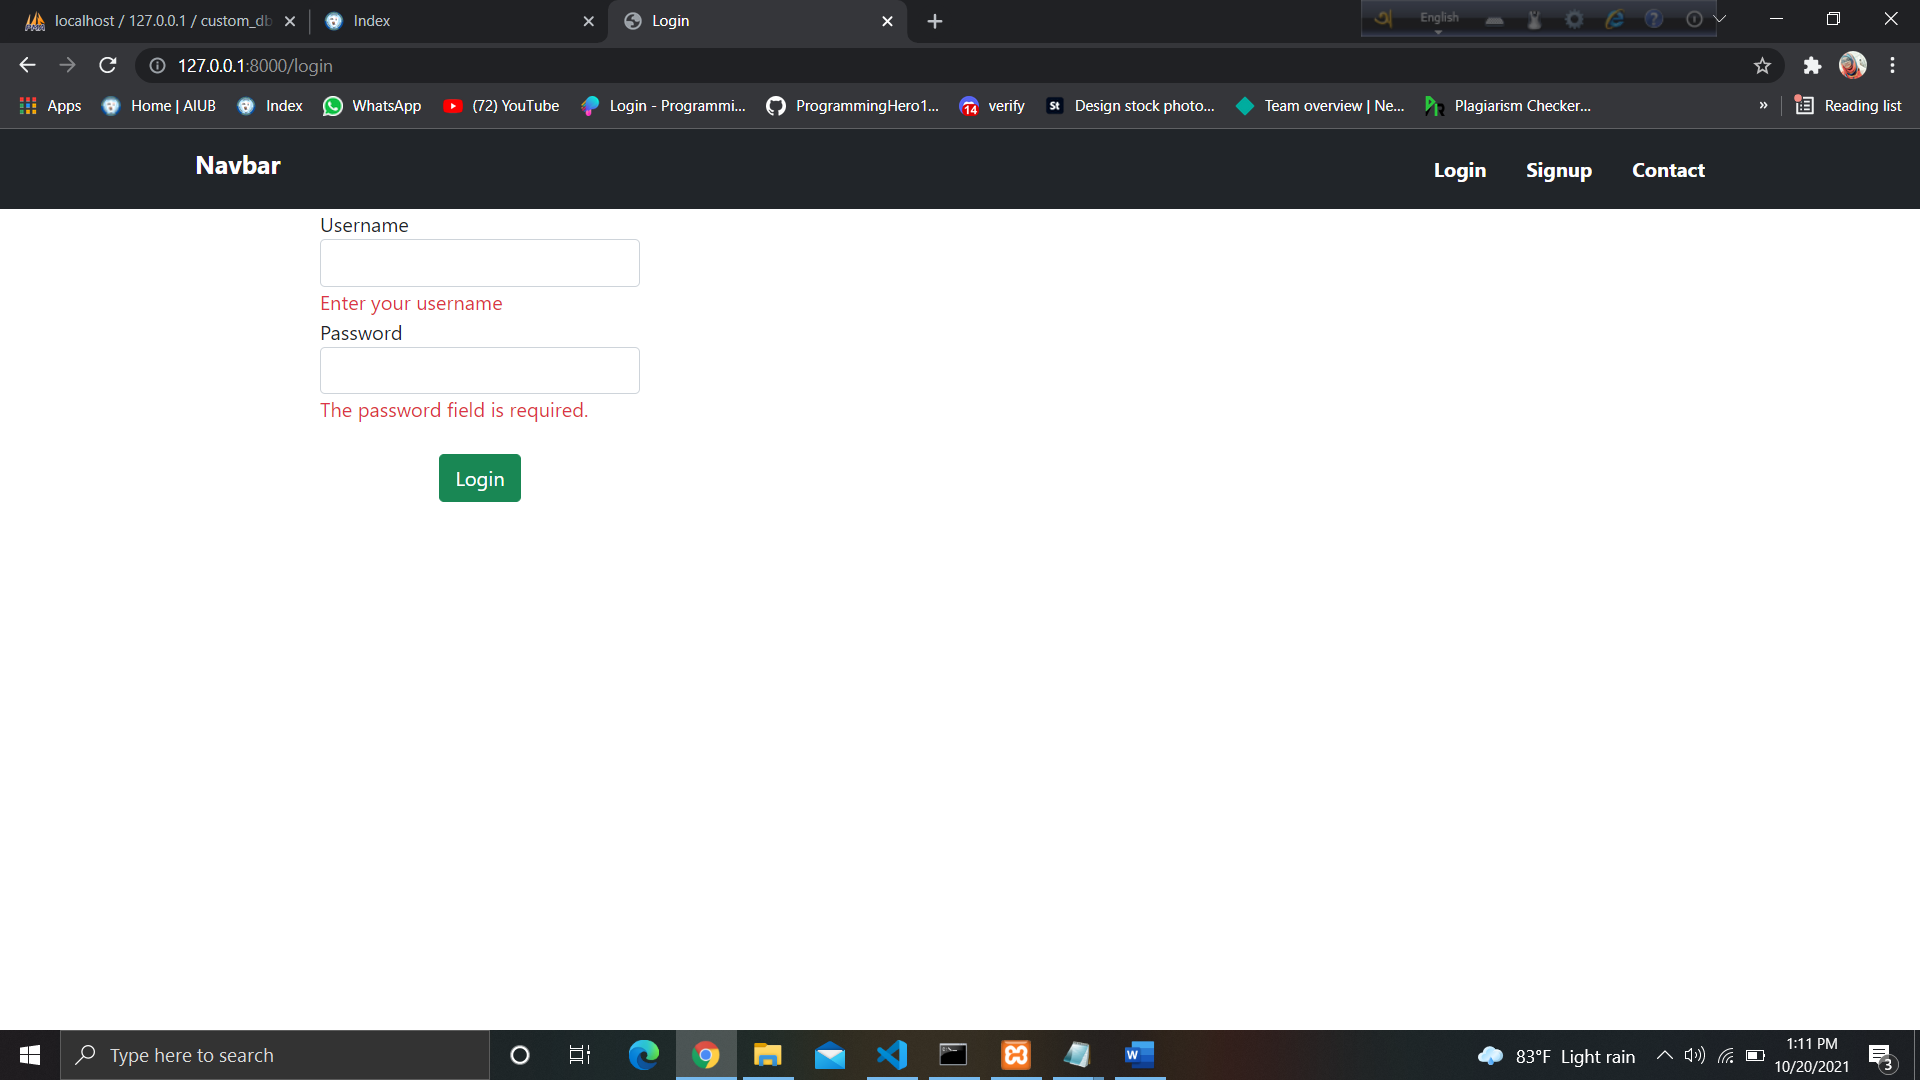 localhost / 127.0.0.1 / custom_db
Index
Login
English
127.0.0.1:8000/login
Apps
Home | AIUB
Index
WhatsApp
(72) YouTube
Login - Programmi...
ProgrammingHero1...
14
verify
St
Design stock photo...
Team overview | Ne...
Plagiarism Checker...
»
Reading list
Navbar
Login
Signup
Contact
Username
Enter your username
Password
The password field is required.
Login
Type here to search
83°F Light rain
1:11 PM
10/20/2021
3